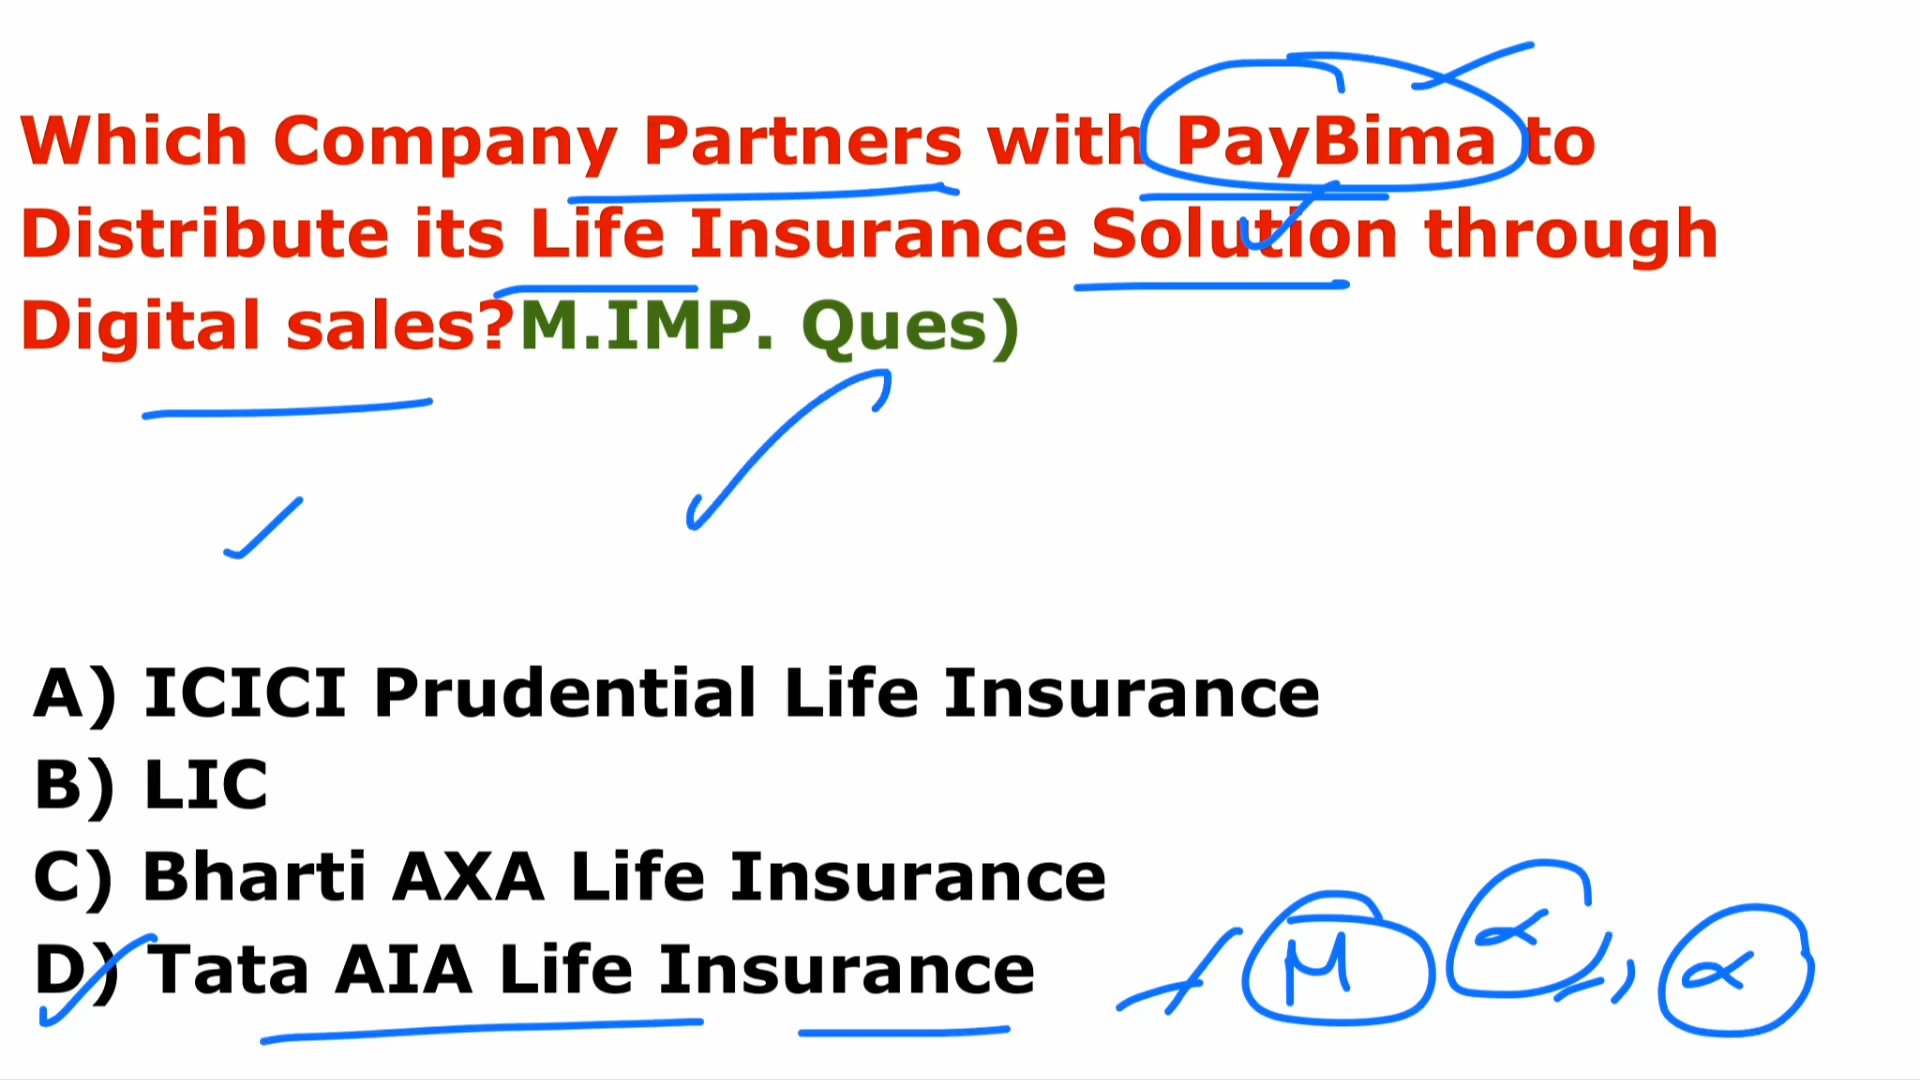 Which Company Partners with PayBima to
Distribute its Life Insurance Solution through
Digital sales?M.IMP. Ques)
A) ICICI Prudential Life Insurance
B) LIC
C) Bharti AXA Life Insurance
D) Tata AIA Life Insurance